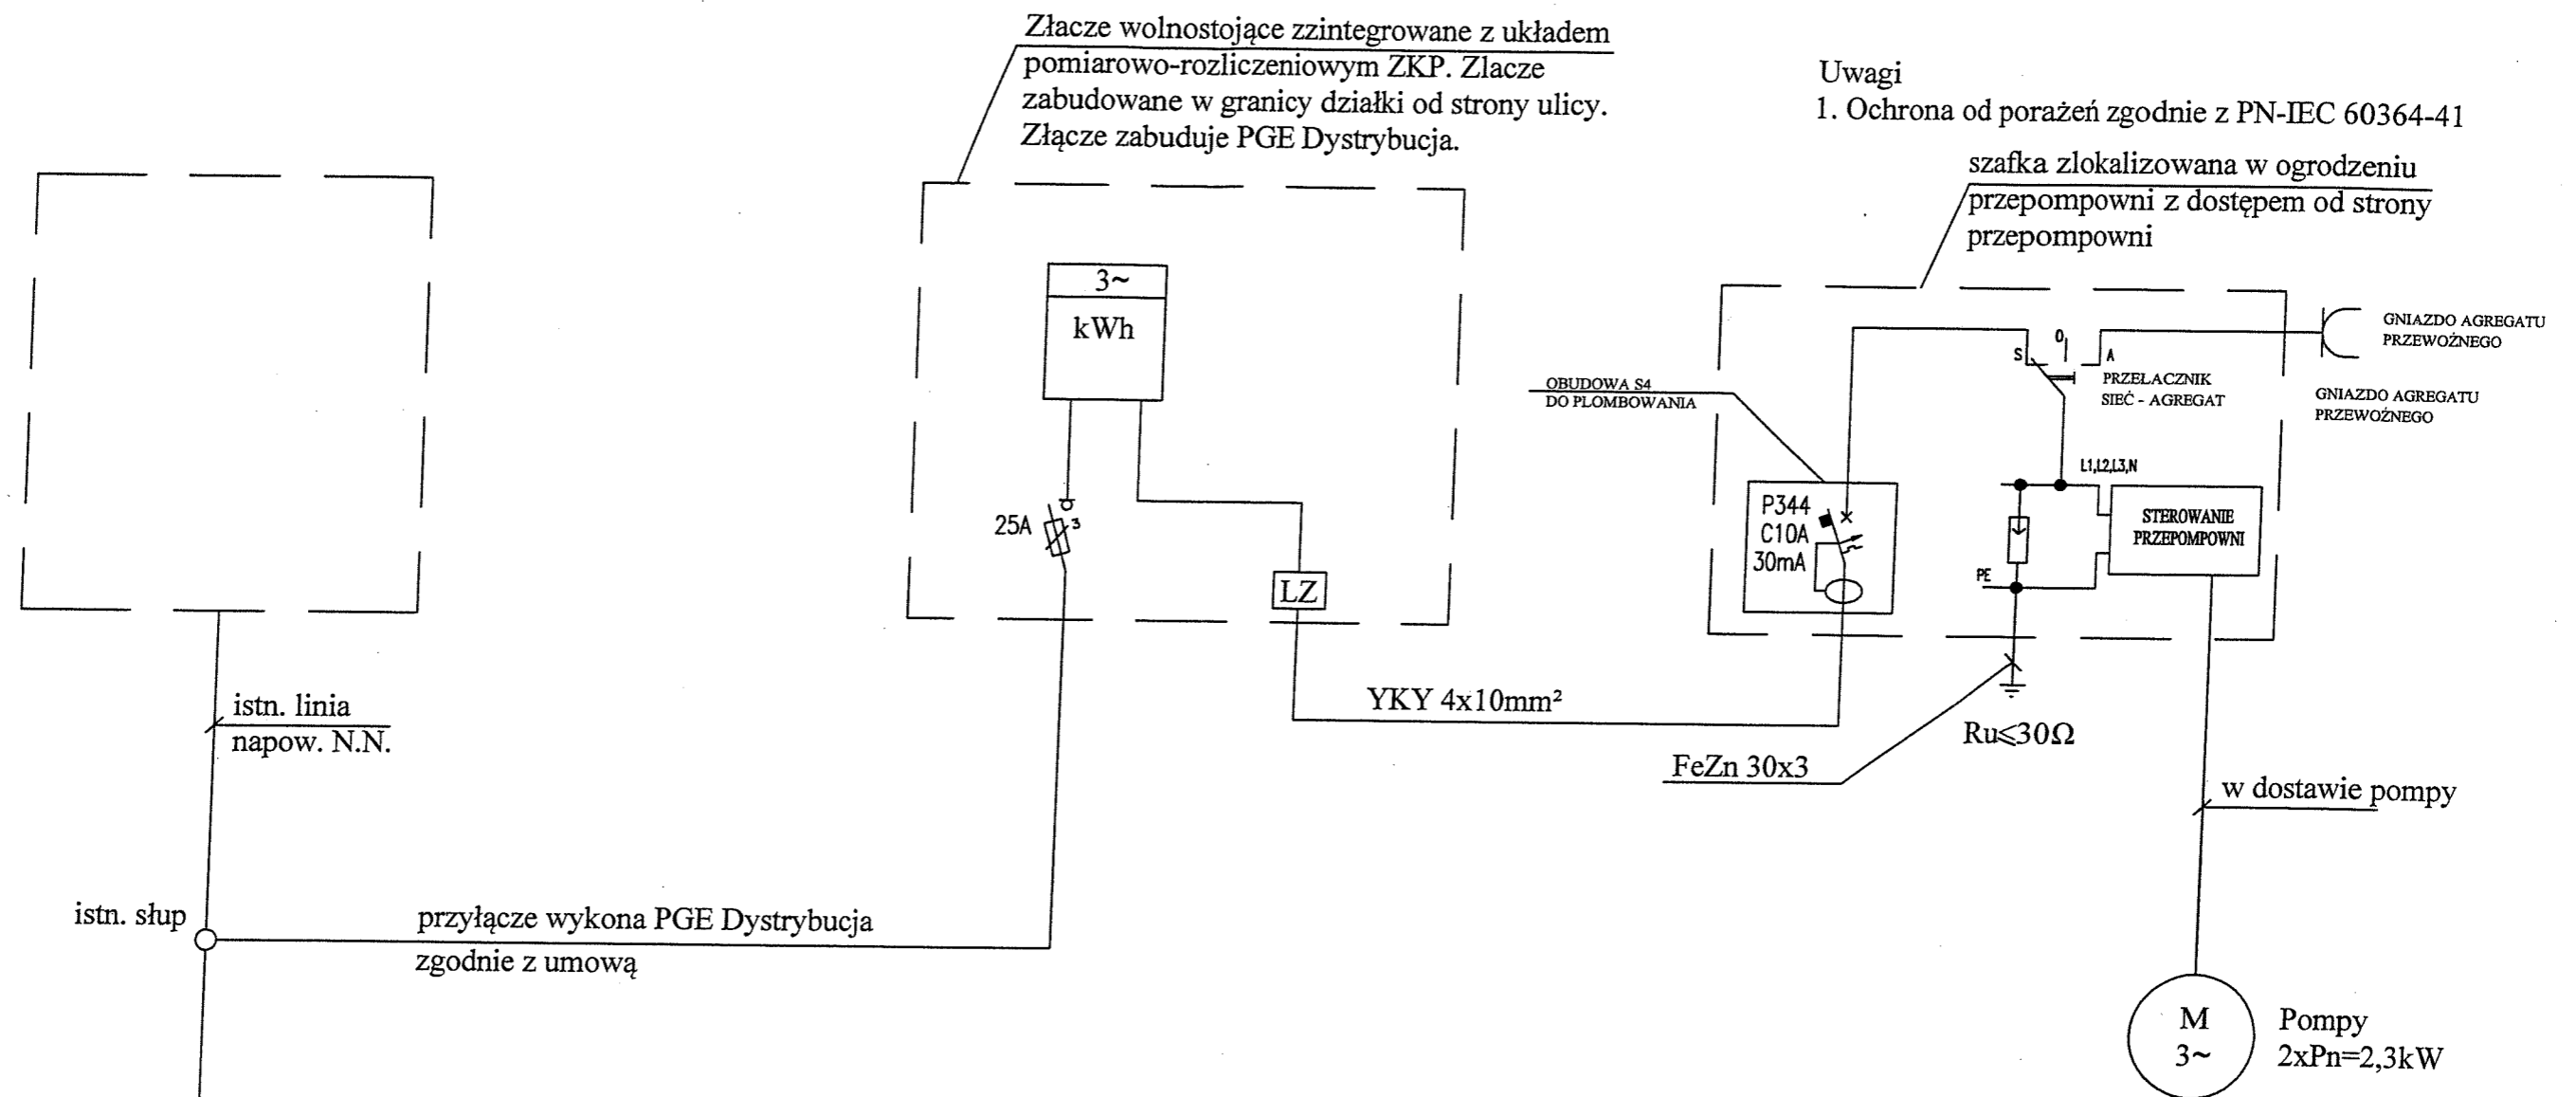 Złacze wolnostojące zzintegrowane z układem
pomiarowo-rozliczeniowym ZKP. Zlacze
zabudowane w granicy działki od strony ulicy.
Złącze zabuduje PGE Dystrybucja.
Uwagi
1. Ochrona od porażeń zgodnie z PN-IEC 60364-41
szafka zlokalizowana w ogrodzeniu
przepompowni z dostępem od strony
przepompowni
3~
kWh
25A
3
LZ
OBUDOWA S4
DO PLOMBOWANIA
P344
C10A
30mA
S
0
A
PRZELACZNIK
SIEĆ - AGREGAT
GNIAZDO AGREGATU
PRZEWOŹNEGO
GNIAZDO AGREGATU
PRZEWOŹNEGO
L1,L2,L3,N
STEROWANIE
PRZEPOMPOWNI
PE
YKY 4x10mm²
FeZn 30x3
Ru⩽30Ω
w dostawie pompy
istn. linia
napow. N.N.
istn. słup
przyłącze wykona PGE Dystrybucja
zgodnie z umową
M
3~
Pompy
2xPn=2,3kW